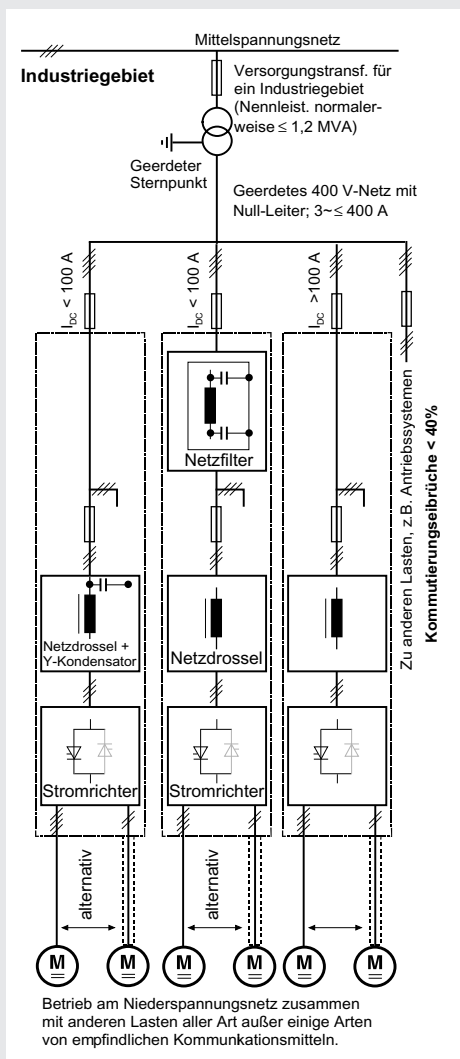 Mittelspannungsnetz
Industriegebiet
Versorgungstransf. für
ein Industriegebiet
(Nennleist. normaler-
weise ≤ 1,2 MVA)
Geerdeter
Sternpunkt
Geerdetes 400 V-Netz mit
Null-Leiter; 3~≤ 400 A
I_DC < 100 A
I_DC < 100 A
I_DC >100 A
Zu anderen Lasten, z.B. Antriebssystemen
Kommutierungseibrüche < 40%
Netzfilter
Netzdrossel +
Y-Kondensator
Netzdrossel
Stromrichter
Stromrichter
alternativ
alternativ
M
M
M
M
M
M
Betrieb am Niederspannungsnetz zusammen
mit anderen Lasten aller Art außer einige Arten
von empfindlichen Kommunkationsmitteln.